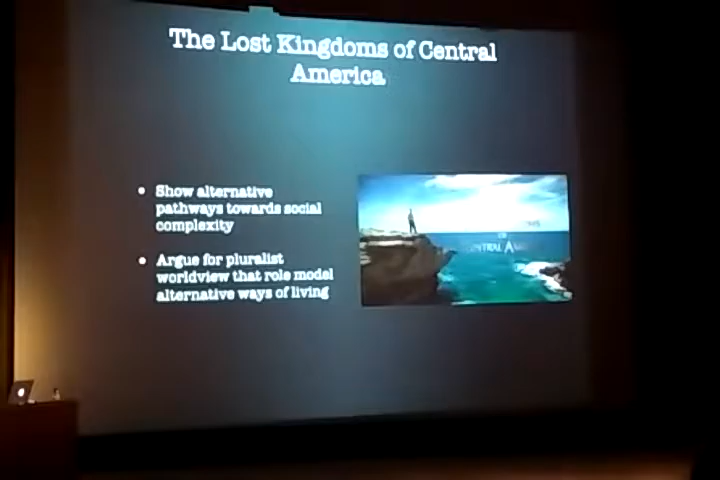 The Lost Kingdoms of Central
America
• Show alternative
pathways towards social
complexity
• Argue for pluralist
worldview that role model
alternative ways of living